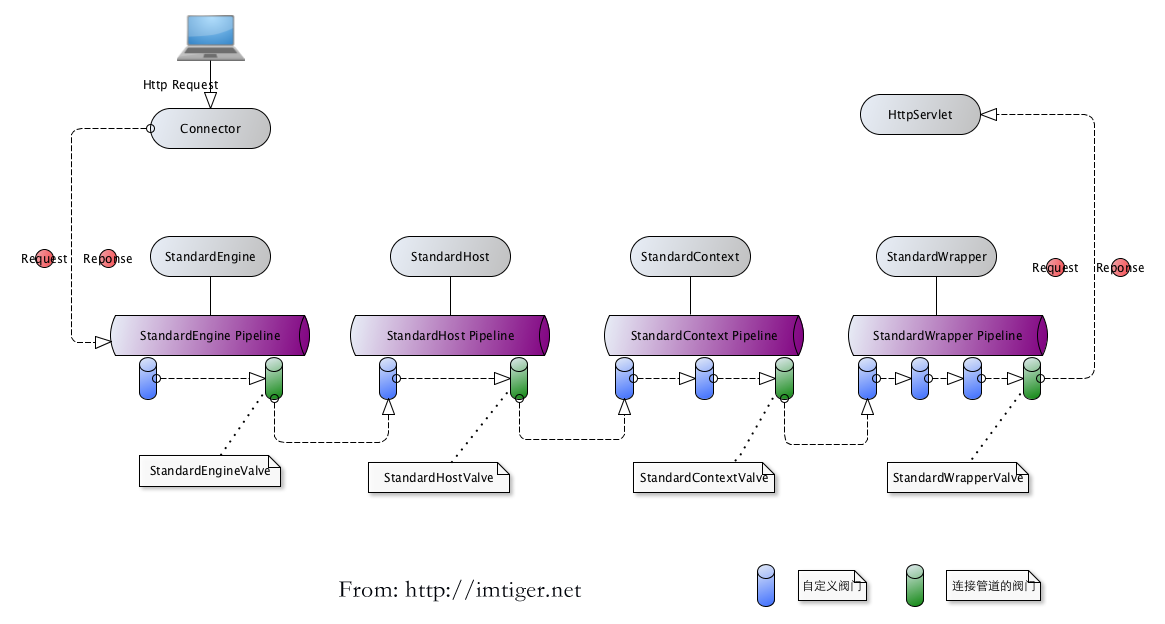 Http Request
Connector
HttpServlet
Request
Reponse
StandardEngine
StandardHost
StandardContext
StandardWrapper
Request
Reponse
StandardEngine Pipeline
StandardHost Pipeline
StandardContext Pipeline
StandardWrapper Pipeline
StandardEngineValve
StandardHostValve
StandardContextValve
StandardWrapperValve
From: http://imtiger.net
自定义阀门
连接管道的阀门